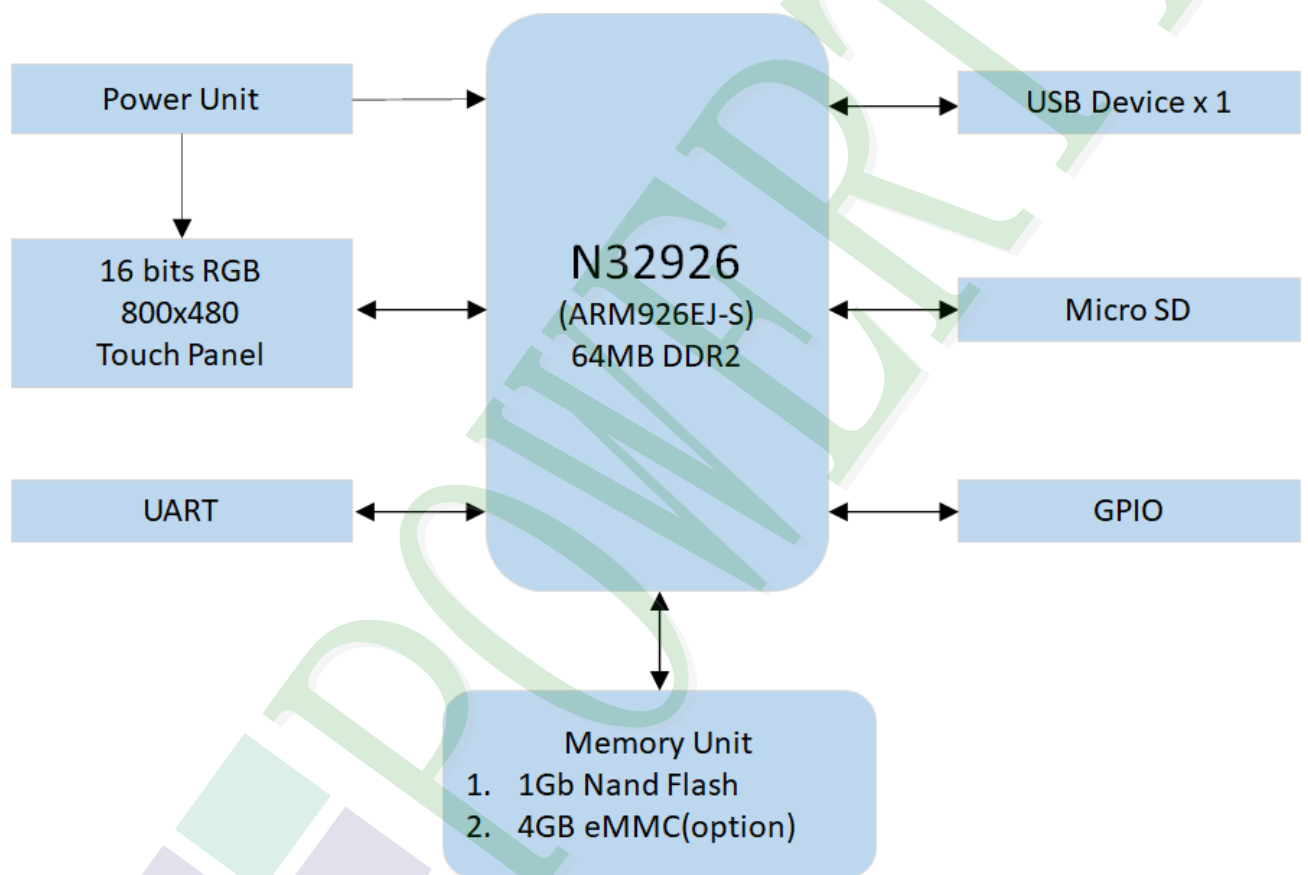 Power Unit
16 bits RGB
800x480
Touch Panel
UART
N32926
(ARM926EJ-S)
64MB DDR2
USB Device x 1
Micro SD
GPIO
Memory Unit
1. 1Gb Nand Flash
2. 4GB eMMC(option)